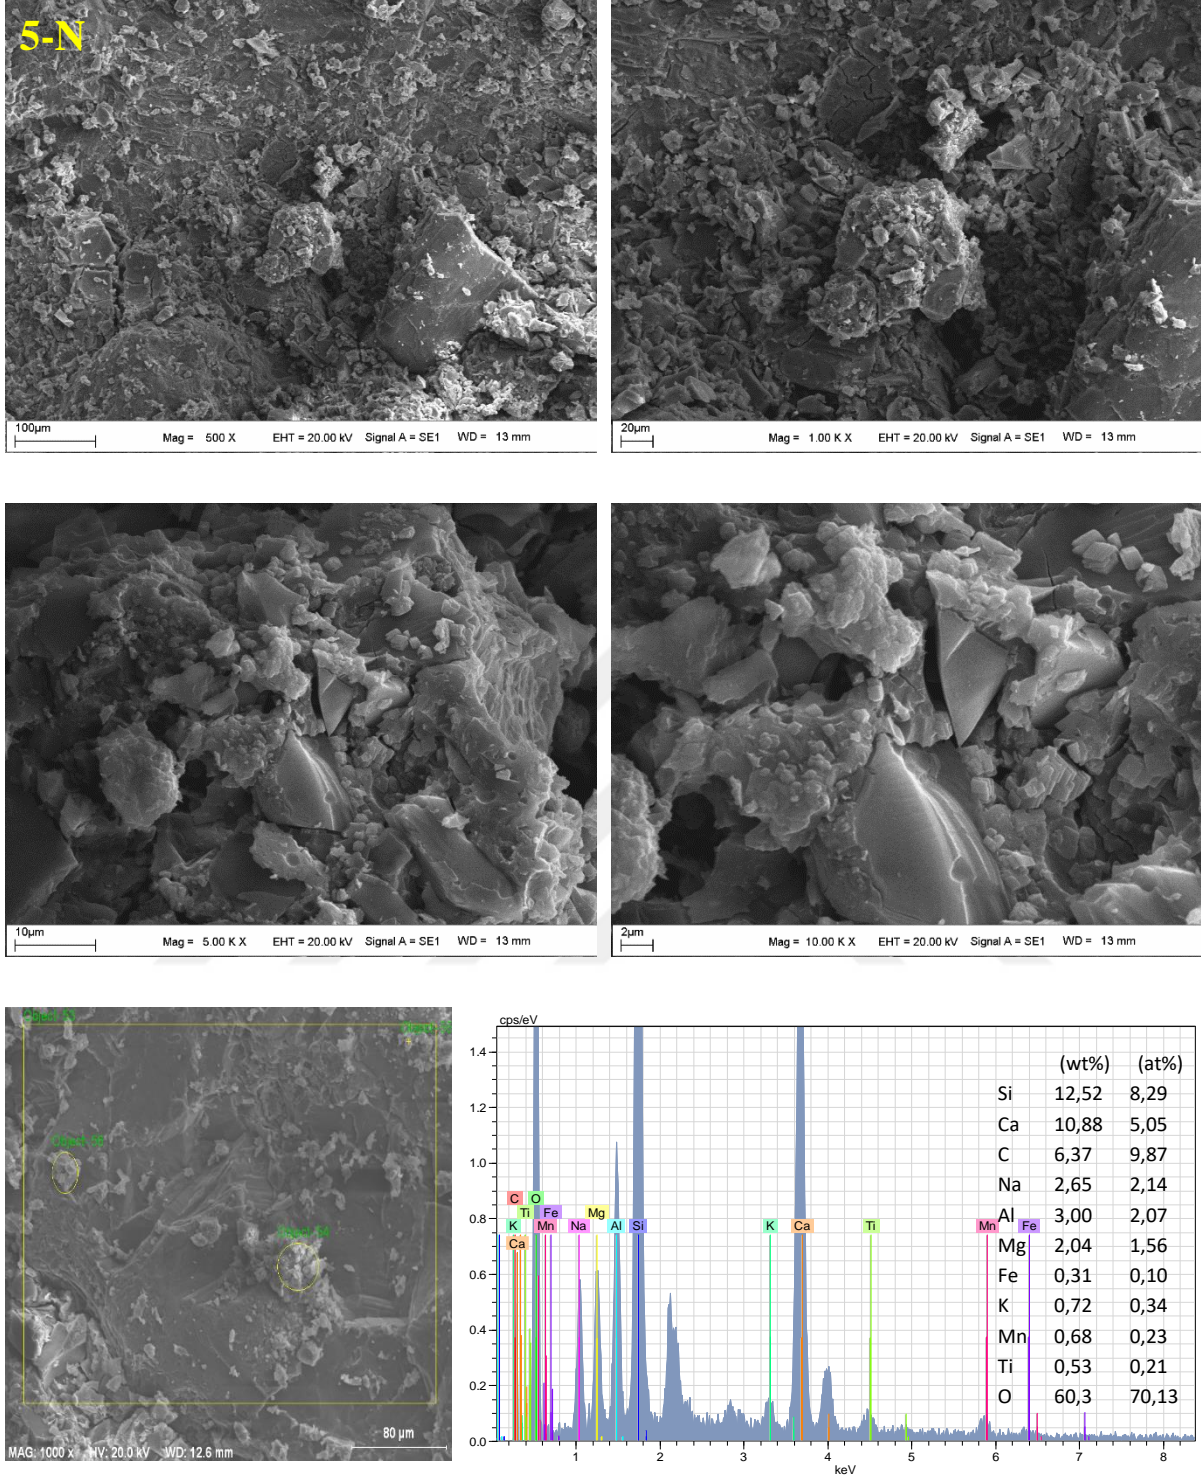 5-N
100µm
Mag = 500 X EHT = 20.00 kV Signal A = SE1 WD = 13 mm
20µm
Mag = 1.00 K X EHT = 20.00 kV Signal A = SE1 WD = 13 mm
10µm
Mag = 5.00 K X EHT = 20.00 kV Signal A = SE1 WD = 13 mm
2µm
Mag = 10.00 K X EHT = 20.00 kV Signal A = SE1 WD = 13 mm
Object 53
Object
Object 55
Object 54
80 µm
MAG: 1000 x HV: 20.0 kV WD: 12.6 mm
cps/eV
1.4
1.2
1.0
0.8
0.6
0.4
0.2
0.0
C O
Ti Fe Mg
K Mn Na Al Si K Ca Ti Mn Fe
Ca
1 2 3 4 5 6 7 8
keV
(wt%) (at%)
Si 12,52 8,29
Ca 10,88 5,05
C 6,37 9,87
Na 2,65 2,14
Al 3,00 2,07
Mg 2,04 1,56
Fe 0,31 0,10
K 0,72 0,34
Mn 0,68 0,23
Ti 0,53 0,21
O 60,3 70,13